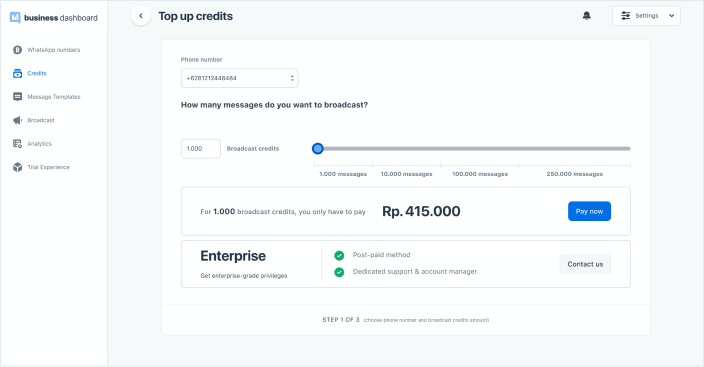 business dashboard
Top up credits
Settings
WhatsApp numbers
Credits
Message Templates
Broadcast
Analytics
Trial Experience
Phone number
+6281212448484
How many messages do you want to broadcast?
1.000
Broadcast credits
1.000 messages
10.000 messages
100.000 messages
250.000 messages
For 1.000 broadcast credits, you only have to pay
Rp. 415.000
Pay now
Enterprise
Get enterprise-grade privileges
Post-paid method
Dedicated support & account manager
Contact us
STEP 1 OF 3 (choose phone number and broadcast credits amount)